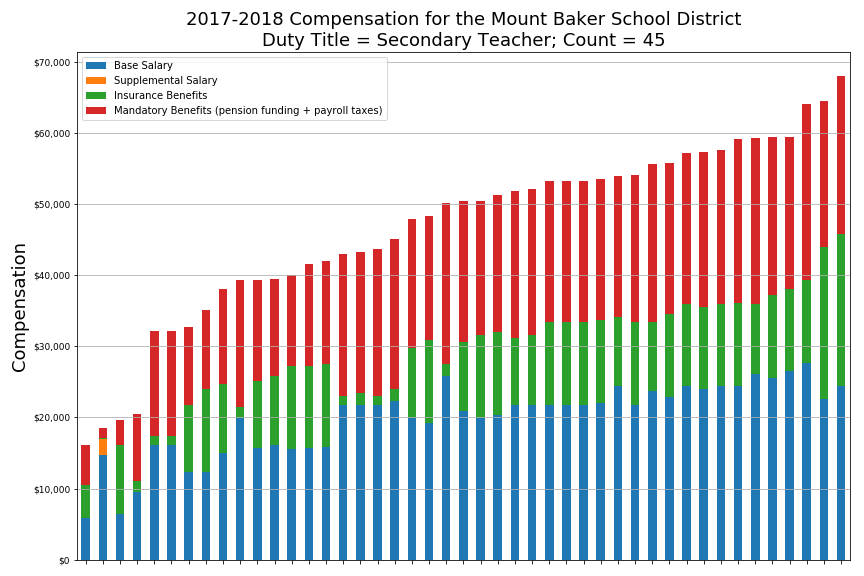 2017-2018 Compensation for the Mount Baker School District
Duty Title = Secondary Teacher; Count = 45
Base Salary
Supplemental Salary
Insurance Benefits
Mandatory Benefits (pension funding + payroll taxes)
Compensation
$70,000
$60,000
$50,000
$40,000
$30,000
$20,000
$10,000
$0